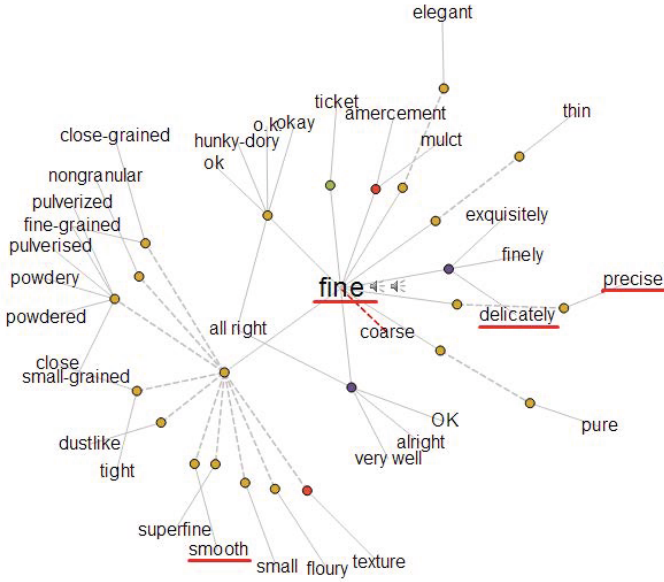 elegant
ticket
amercement
o.k.
okay
thin
close-grained
hunky-dory
mulct
ok
nongranular
pulverized
exquisitely
fine-grained
pulverised
finely
powdery
precise
fine
powdered
delicately
all right
coarse
close
small-grained
OK
pure
dustlike
alright
tight
very well
superfine
smooth
small
floury
texture